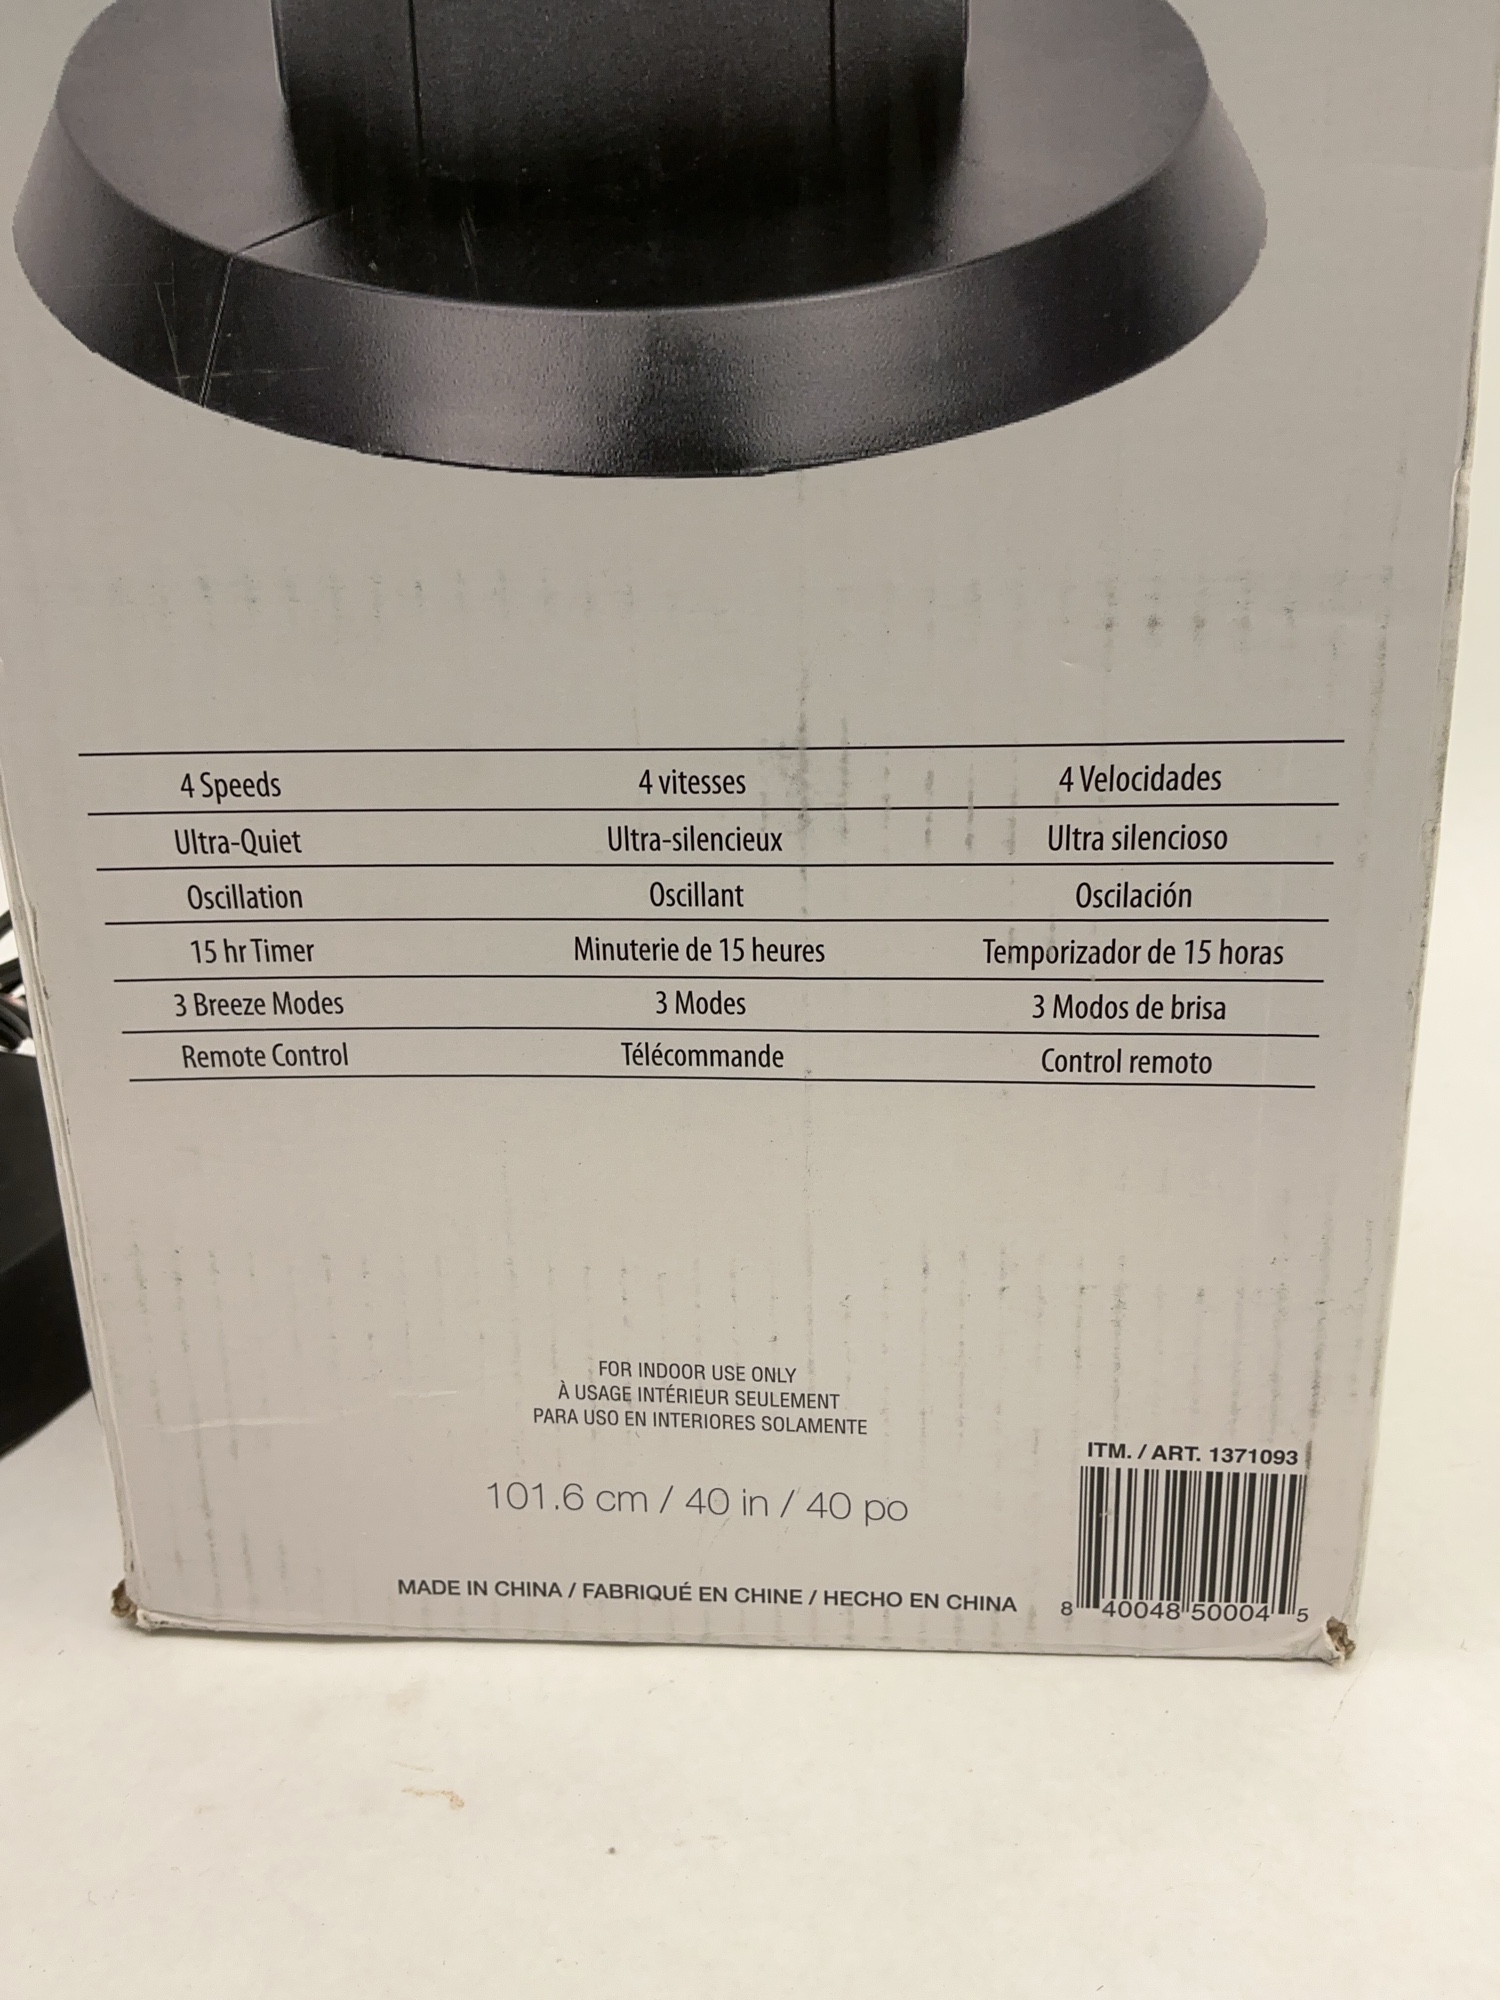 4 Speeds 4 vitesses 4 Velocidades
Ultra-Quiet Ultra-silencieux Ultra silencioso
Oscillation Oscillant Oscilación
15 hr Timer Minuterie de 15 heures Temporizador de 15 horas
3 Breeze Modes 3 Modes 3 Modos de brisa
Remote Control Télécommande Control remoto
FOR INDOOR USE ONLY
À USAGE INTÉRIEUR SEULEMENT
PARA USO EN INTERIORES SOLAMENTE
101.6 cm / 40 in / 40 po
MADE IN CHINA / FABRIQUÉ EN CHINE / HECHO EN CHINA
ITM. / ART. 1371093
8 40048 50004 5